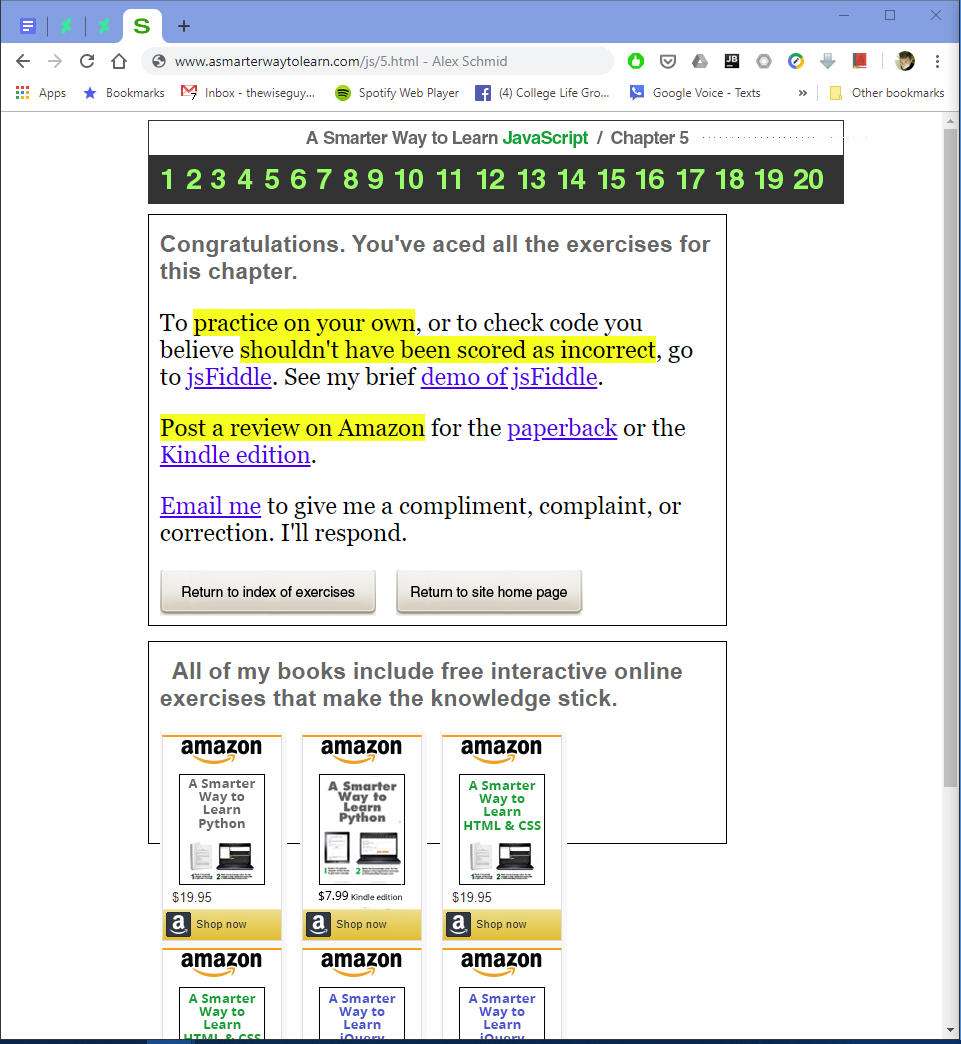 S
www.asmarterwaytolearn.com/js/5.html - Alex Schmid
JB
Apps Bookmarks Inbox - thewiseguy... Spotify Web Player (4) College Life Gro... Google Voice - Texts » Other bookmarks
A Smarter Way to Learn JavaScript / Chapter 5
1 2 3 4 5 6 7 8 9 10 11 12 13 14 15 16 17 18 19 20
Congratulations. You've aced all the exercises for
this chapter.
To practice on your own, or to check code you
believe shouldn't have been scored as incorrect, go
to jsFiddle. See my brief demo of jsFiddle.
Post a review on Amazon for the paperback or the
Kindle edition.
Email me to give me a compliment, complaint, or
correction. I'll respond.
Return to index of exercises Return to site home page
All of my books include free interactive online
exercises that make the knowledge stick.
amazon
A Smarter
Way to
Learn
Python
$19.95
Shop now
amazon
A Smarter
Way to
Learn
Python
$7.99 Kindle edition
Shop now
amazon
A Smarter
Way to
Learn
HTML & CSS
$19.95
Shop now
amazon
A Smarter
Way to
Learn
HTML & CSS
amazon
A Smarter
Way to
Learn
jQuery
amazon
A Smarter
Way to
Learn
jQuery